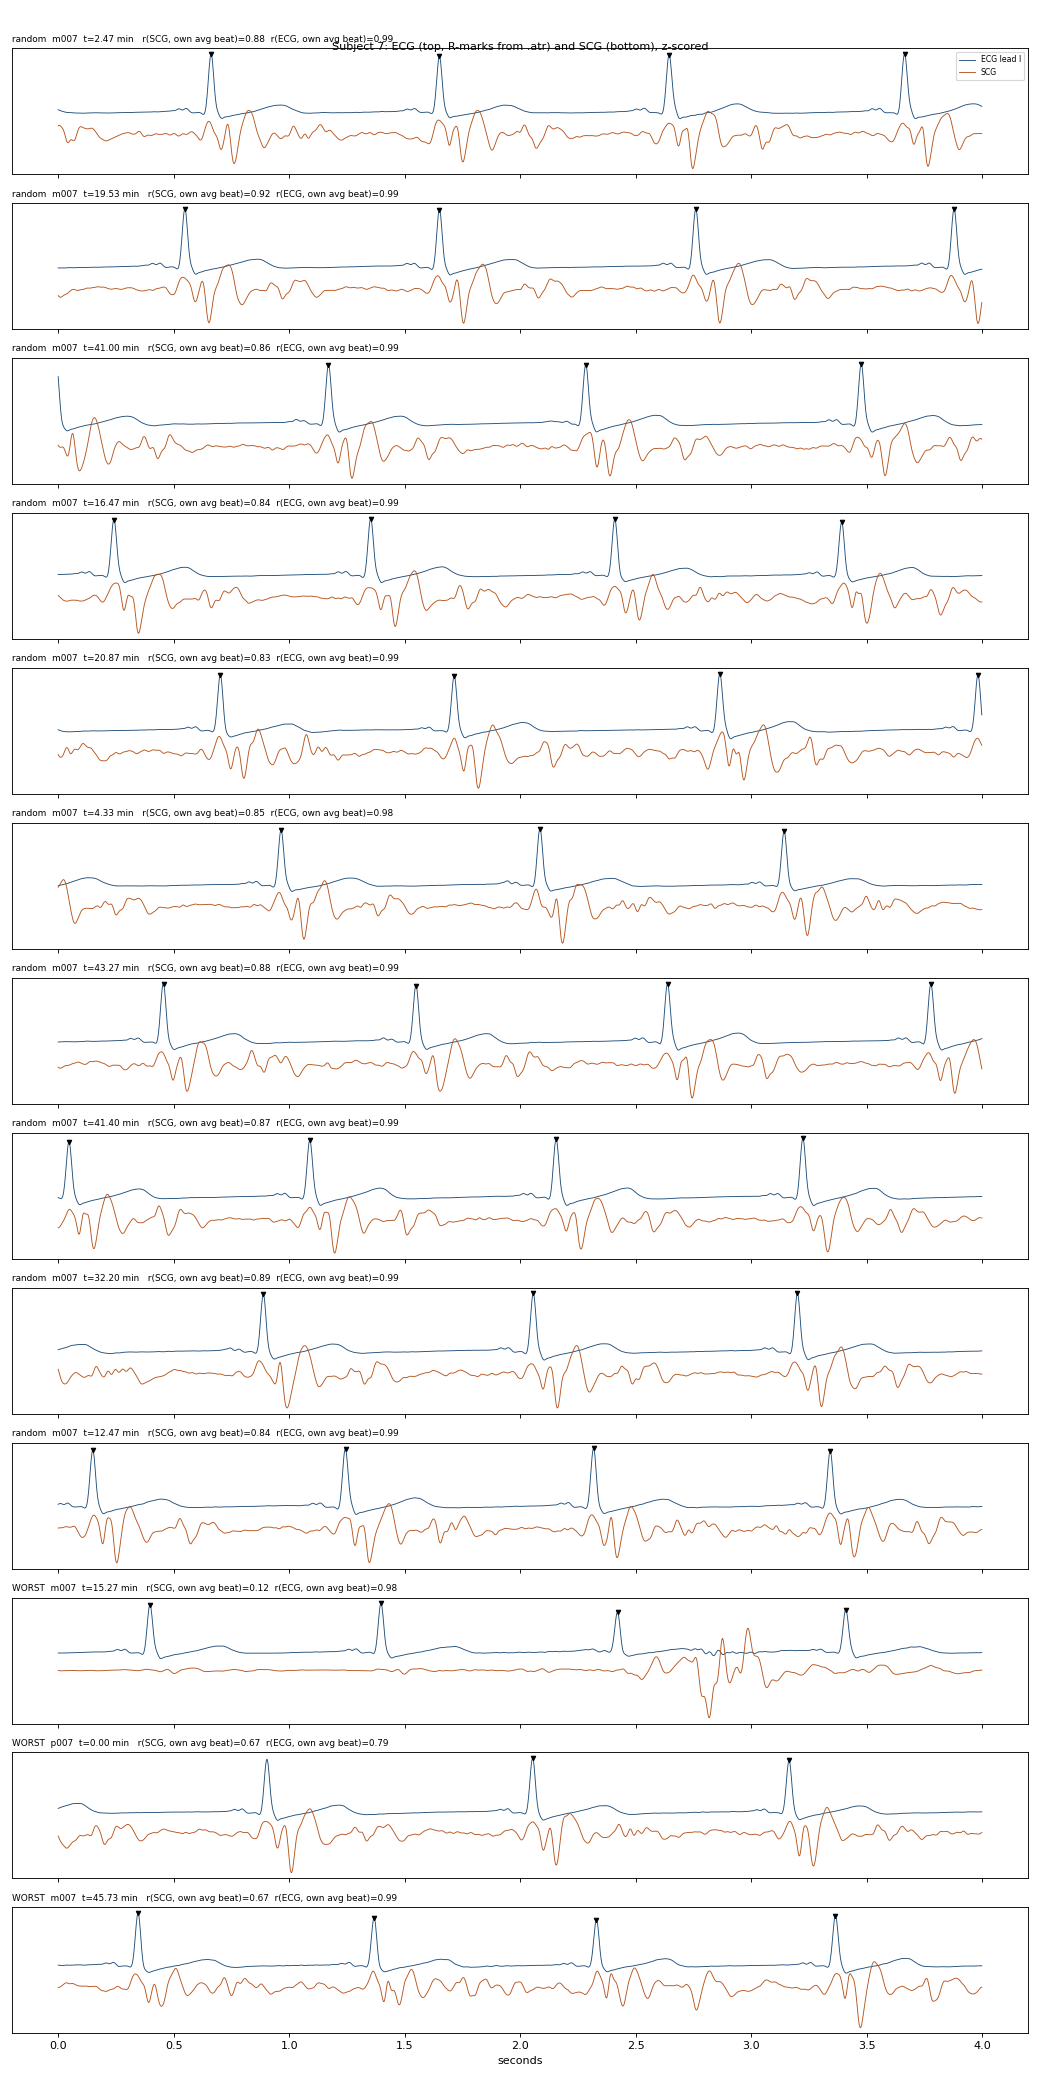 random  m007  t=2.47 min   r(SCG, own avg beat)=0.88  r(ECG, own avg beat)=0.99
Subject 7: ECG (top, R-marks from .atr) and SCG (bottom), z-scored
ECG lead I
SCG
random  m007  t=19.53 min   r(SCG, own avg beat)=0.92  r(ECG, own avg beat)=0.99
random  m007  t=41.00 min   r(SCG, own avg beat)=0.86  r(ECG, own avg beat)=0.99
random  m007  t=16.47 min   r(SCG, own avg beat)=0.84  r(ECG, own avg beat)=0.99
random  m007  t=20.87 min   r(SCG, own avg beat)=0.83  r(ECG, own avg beat)=0.99
random  m007  t=4.33 min   r(SCG, own avg beat)=0.85  r(ECG, own avg beat)=0.98
random  m007  t=43.27 min   r(SCG, own avg beat)=0.88  r(ECG, own avg beat)=0.99
random  m007  t=41.40 min   r(SCG, own avg beat)=0.87  r(ECG, own avg beat)=0.99
random  m007  t=32.20 min   r(SCG, own avg beat)=0.89  r(ECG, own avg beat)=0.99
random  m007  t=12.47 min   r(SCG, own avg beat)=0.84  r(ECG, own avg beat)=0.99
WORST  m007  t=15.27 min   r(SCG, own avg beat)=0.12  r(ECG, own avg beat)=0.98
WORST  p007  t=0.00 min   r(SCG, own avg beat)=0.67  r(ECG, own avg beat)=0.79
WORST  m007  t=45.73 min   r(SCG, own avg beat)=0.67  r(ECG, own avg beat)=0.99
0.0 0.5 1.0 1.5 2.0 2.5 3.0 3.5 4.0
seconds